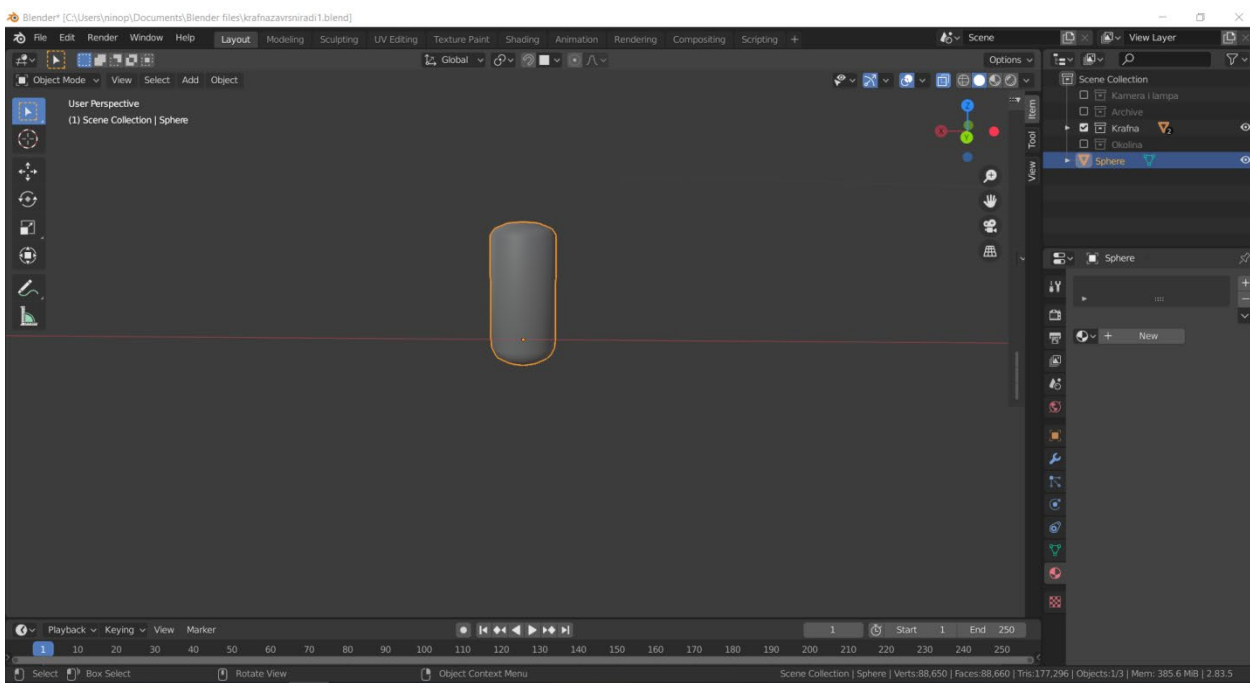 Blender* [C:\Users\ninop\Documents\Blender files\krafnazavrsniradi1.blend]
File Edit Render Window Help Layout Modeling Sculpting UV Editing Texture Paint Shading Animation Rendering Compositing Scripting + Scene View Layer
Global Options
Object Mode View Select Add Object
User Perspective
(1) Scene Collection | Sphere
Z
Y
Item
Tool
View
Scene Collection
Kamera i lampa
Archive
Krafna 2
Okolina
Sphere
Sphere
+ New
Playback Keying View Marker 1 Start 1 End 250
1 10 20 30 40 50 60 70 80 90 100 110 120 130 140 150 160 170 180 190 200 210 220 230 240 250
Select Box Select Rotate View Object Context Menu Scene Collection | Sphere | Verts:88,650 | Faces:88,660 | Tris:177,296 | Objects:1/3 | Mem: 385.6 MiB | 2.83.5